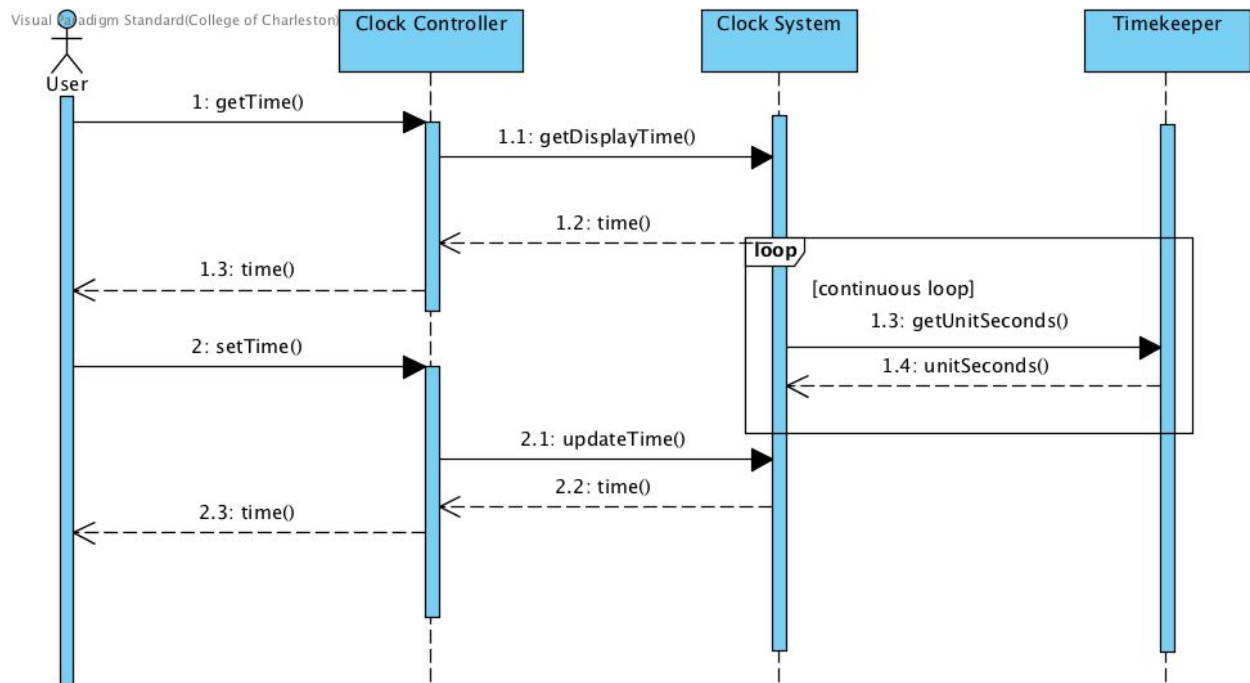 Visual Paradigm Standard(College of Charleston)
Clock Controller
Clock System
Timekeeper
User
1: getTime()
1.1: getDisplayTime()
1.2: time()
loop
1.3: time()
[continuous loop]
1.3: getUnitSeconds()
2: setTime()
1.4: unitSeconds()
2.1: updateTime()
2.2: time()
2.3: time()